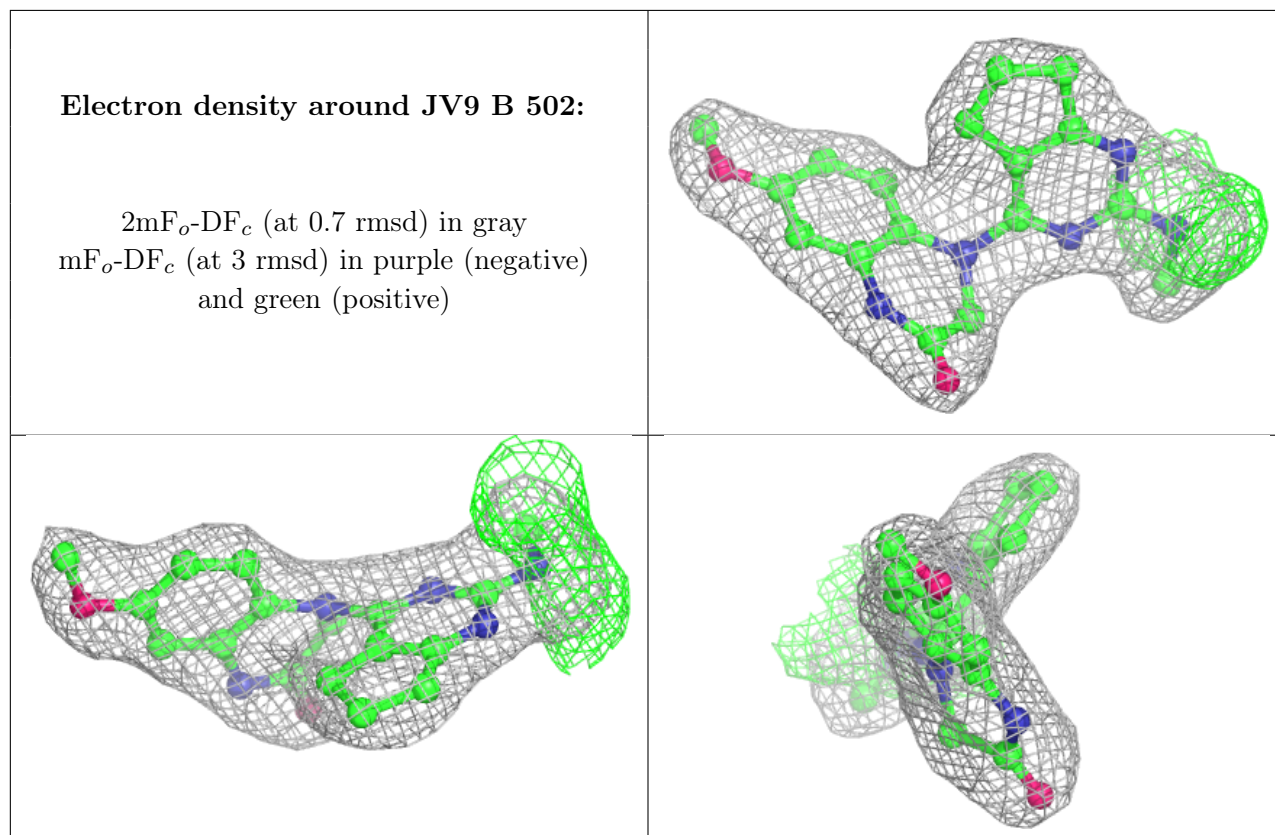 Electron density around JV9 B 502:
2mFo-DFc (at 0.7 rmsd) in gray
mFo-DFc (at 3 rmsd) in purple (negative)
and green (positive)